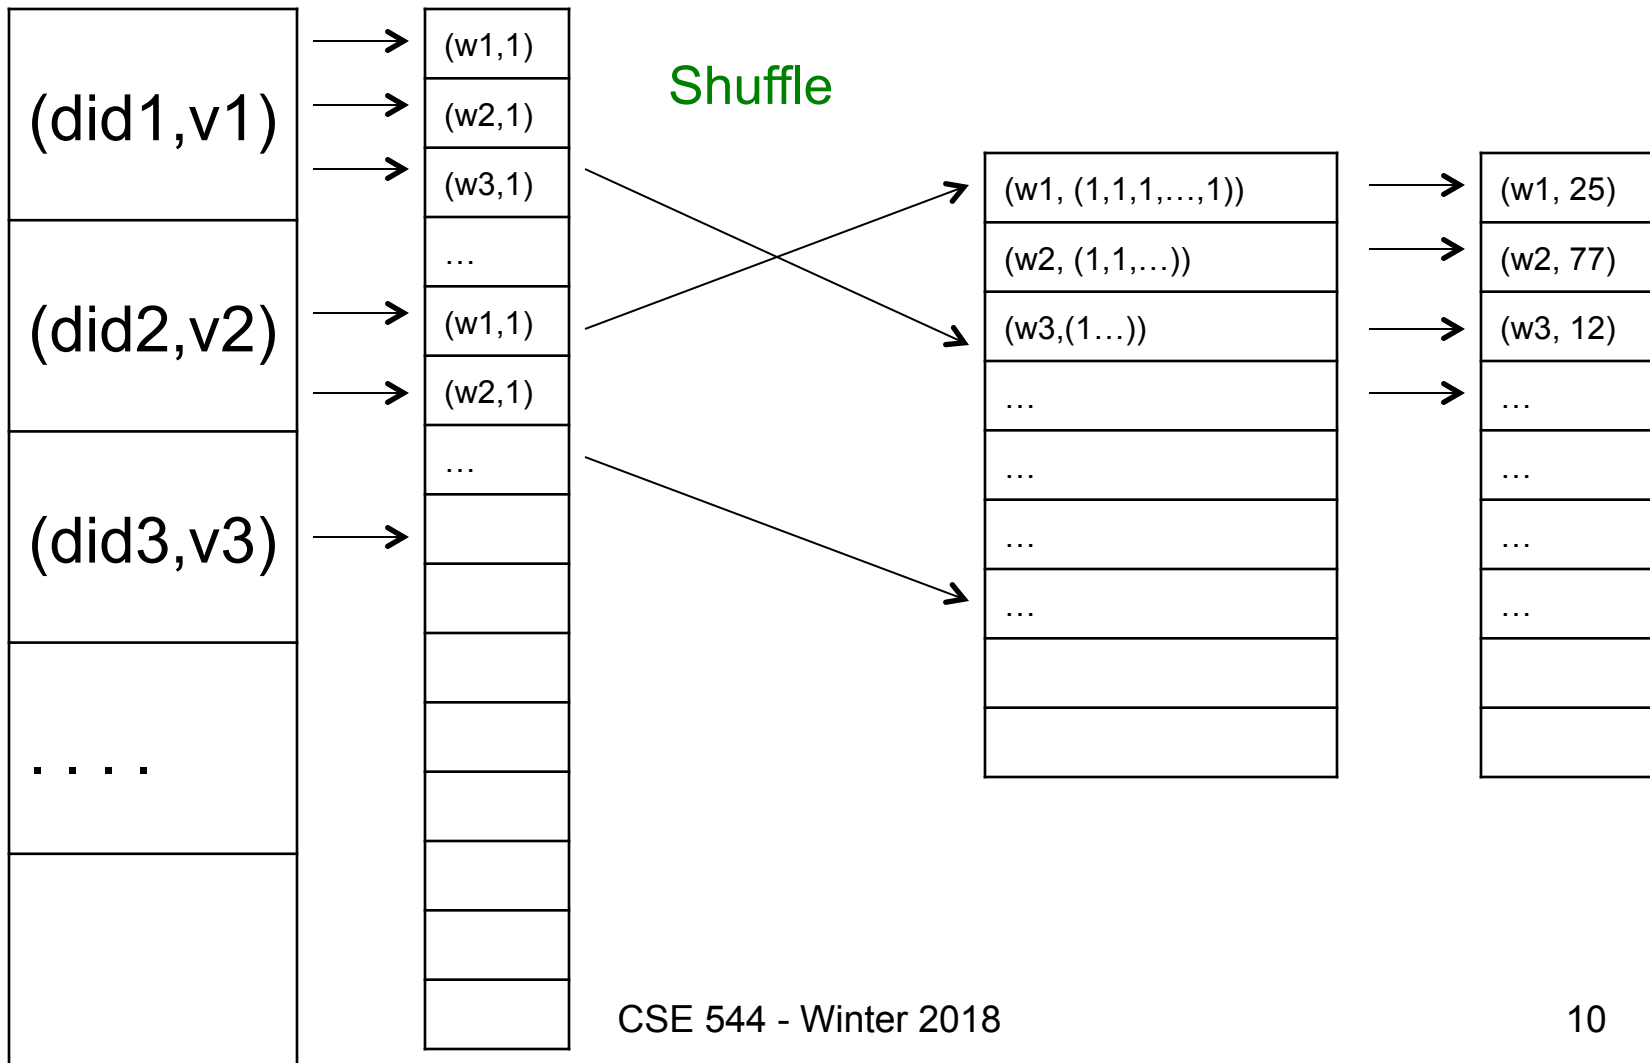 (did1,v1)
(did2,v2)
(did3,v3)
. . . .
(w1,1)
(w2,1)
(w3,1)
…
(w1,1)
(w2,1)
…
Shuffle
(w1, (1,1,1,…,1))
(w2, (1,1,…))
(w3,(1…))
…
…
…
…
(w1, 25)
(w2, 77)
(w3, 12)
…
…
…
…
CSE 544 - Winter 2018
10